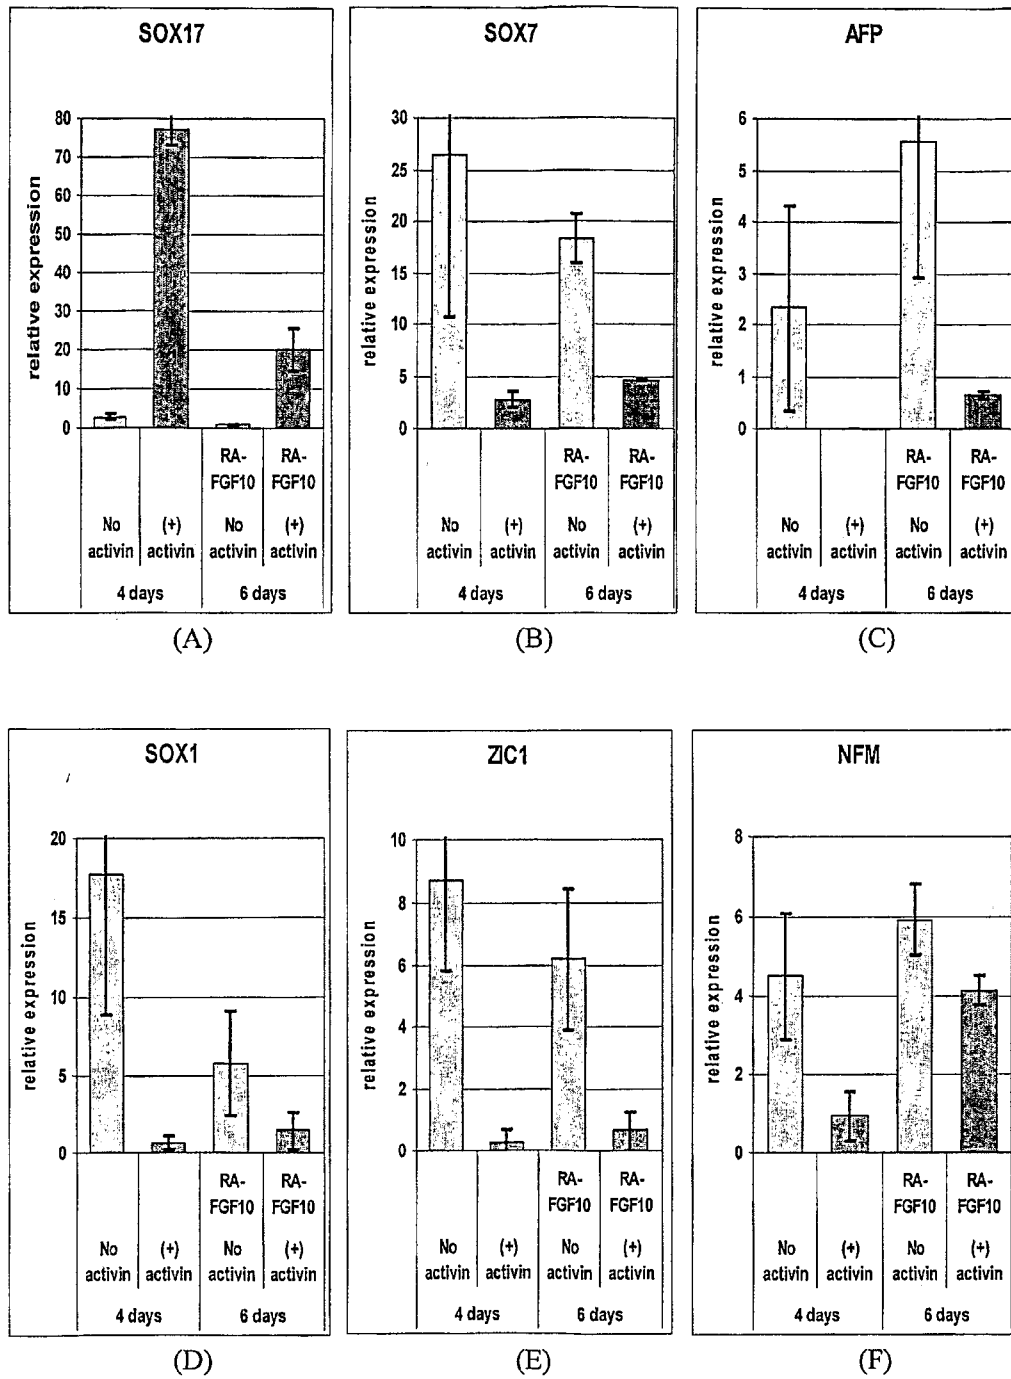 SOX17
relative expression
80
70
60
50
40
30
20
10
0
RA- RA-
FGF10 FGF10
No (+) No (+)
activin activin activin activin
4 days 6 days
(A)
SOX7
relative expression
30
25
20
15
10
5
0
RA- RA-
FGF10 FGF10
No (+) No (+)
activin activin activin activin
4 days 6 days
(B)
AFP
relative expression
6
5
4
3
2
1
0
RA- RA-
FGF10 FGF10
No (+) No (+)
activin activin activin activin
4 days 6 days
(C)
SOX1
relative expression
20
15
10
5
0
RA- RA-
FGF10 FGF10
No (+) No (+)
activin activin activin activin
4 days 6 days
(D)
ZIC1
relative expression
10
8
6
4
2
0
RA- RA-
FGF10 FGF10
No (+) No (+)
activin activin activin activin
4 days 6 days
(E)
NFM
relative expression
8
6
4
2
0
RA- RA-
FGF10 FGF10
No (+) No (+)
activin activin activin activin
4 days 6 days
(F)